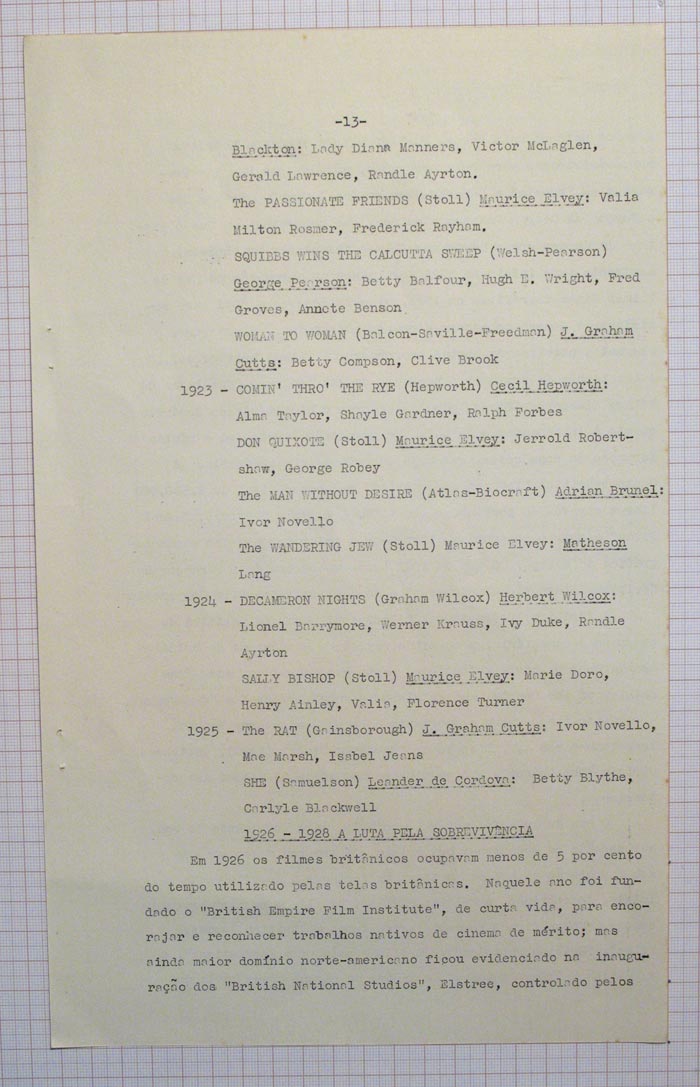 -13-
Blackton: Lady Diana Manners, Victor McLaglen,
Gerald Lawrence, Randle Ayrton.
The PASSIONATE FRIENDS (Stoll) Maurice Elvey: Valia
Milton Rosmer, Frederick Rayham.
SQUIBBS WINS THE CALCUTTA SWEEP (Welsh-Pearson)
George Pearson: Betty Balfour, Hugh E. Wright, Fred
Groves, Annete Benson
WOMAN TO WOMAN (Balcon-Saville-Freedman) J. Graham
Cutts: Betty Compson, Clive Brook
1923 - COMIN' THRO' THE RYE (Hepworth) Cecil Hepworth:
Alma Taylor, Shayle Gardner, Ralph Forbes
DON QUIXOTE (Stoll) Maurice Elvey: Jerrold Robert-
shaw, George Robey
The MAN WITHOUT DESIRE (Atlas-Biocraft) Adrian Brunel:
Ivor Novello
The WANDERING JEW (Stoll) Maurice Elvey: Matheson
Lang
1924 - DECAMERON NIGHTS (Graham Wilcox) Herbert Wilcox:
Lionel Barrymore, Werner Krauss, Ivy Duke, Randle
Ayrton
SALLY BISHOP (Stoll) Maurice Elvey: Marie Doro,
Henry Ainley, Valia, Florence Turner
1925 - The RAT (Gainsborough) J. Graham Cutts: Ivor Novello,
Mae Marsh, Isabel Jeans
SHE (Samuelson) Leander de Cordova: Betty Blythe,
Carlyle Blackwell
1926 - 1928 A LUTA PELA SOBREVIVÊNCIA
Em 1926 os filmes britânicos ocupavam menos de 5 por cento
do tempo utilizado pelas telas britânicas. Naquele ano foi fun-
dado o "British Empire Film Institute", de curta vida, para enco-
rajar e reconhecer trabalhos nativos de cinema de mérito; mas
ainda maior domínio norte-americano ficou evidenciado na inaugu-
ração dos "British National Studios", Elstree, controlado pelos